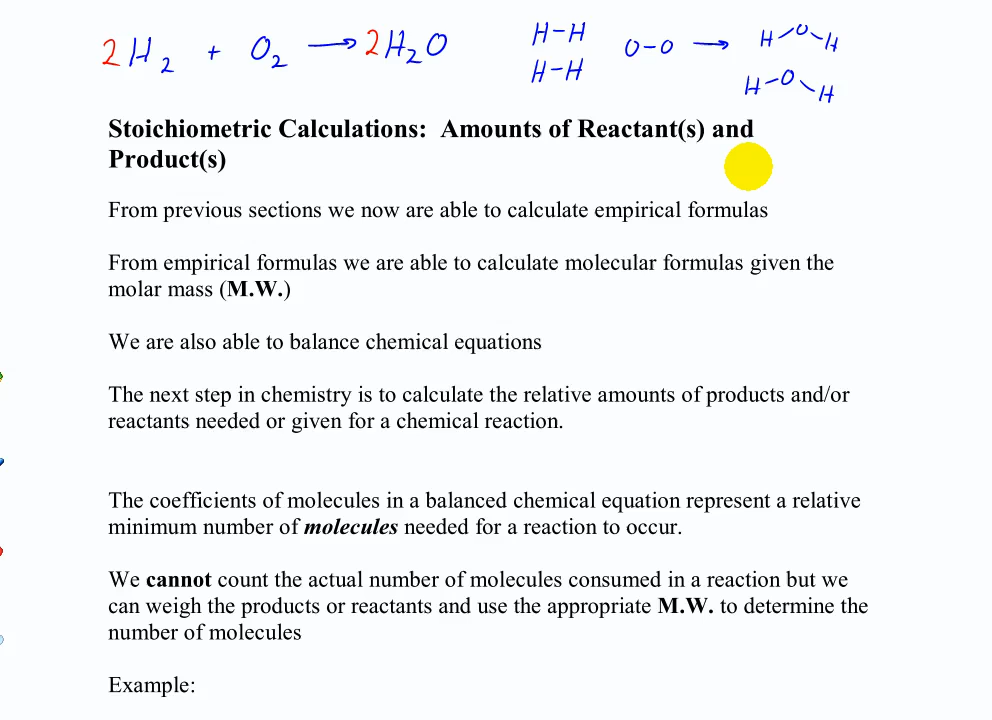 2H₂ + O₂ → 2H₂O
H-H O-O → H-O-H
H-H H-O-H
Stoichiometric Calculations: Amounts of Reactant(s) and
Product(s)
From previous sections we now are able to calculate empirical formulas
From empirical formulas we are able to calculate molecular formulas given the
molar mass (M.W.)
We are also able to balance chemical equations
The next step in chemistry is to calculate the relative amounts of products and/or
reactants needed or given for a chemical reaction.
The coefficients of molecules in a balanced chemical equation represent a relative
minimum number of molecules needed for a reaction to occur.
We cannot count the actual number of molecules consumed in a reaction but we
can weigh the products or reactants and use the appropriate M.W. to determine the
number of molecules
Example: